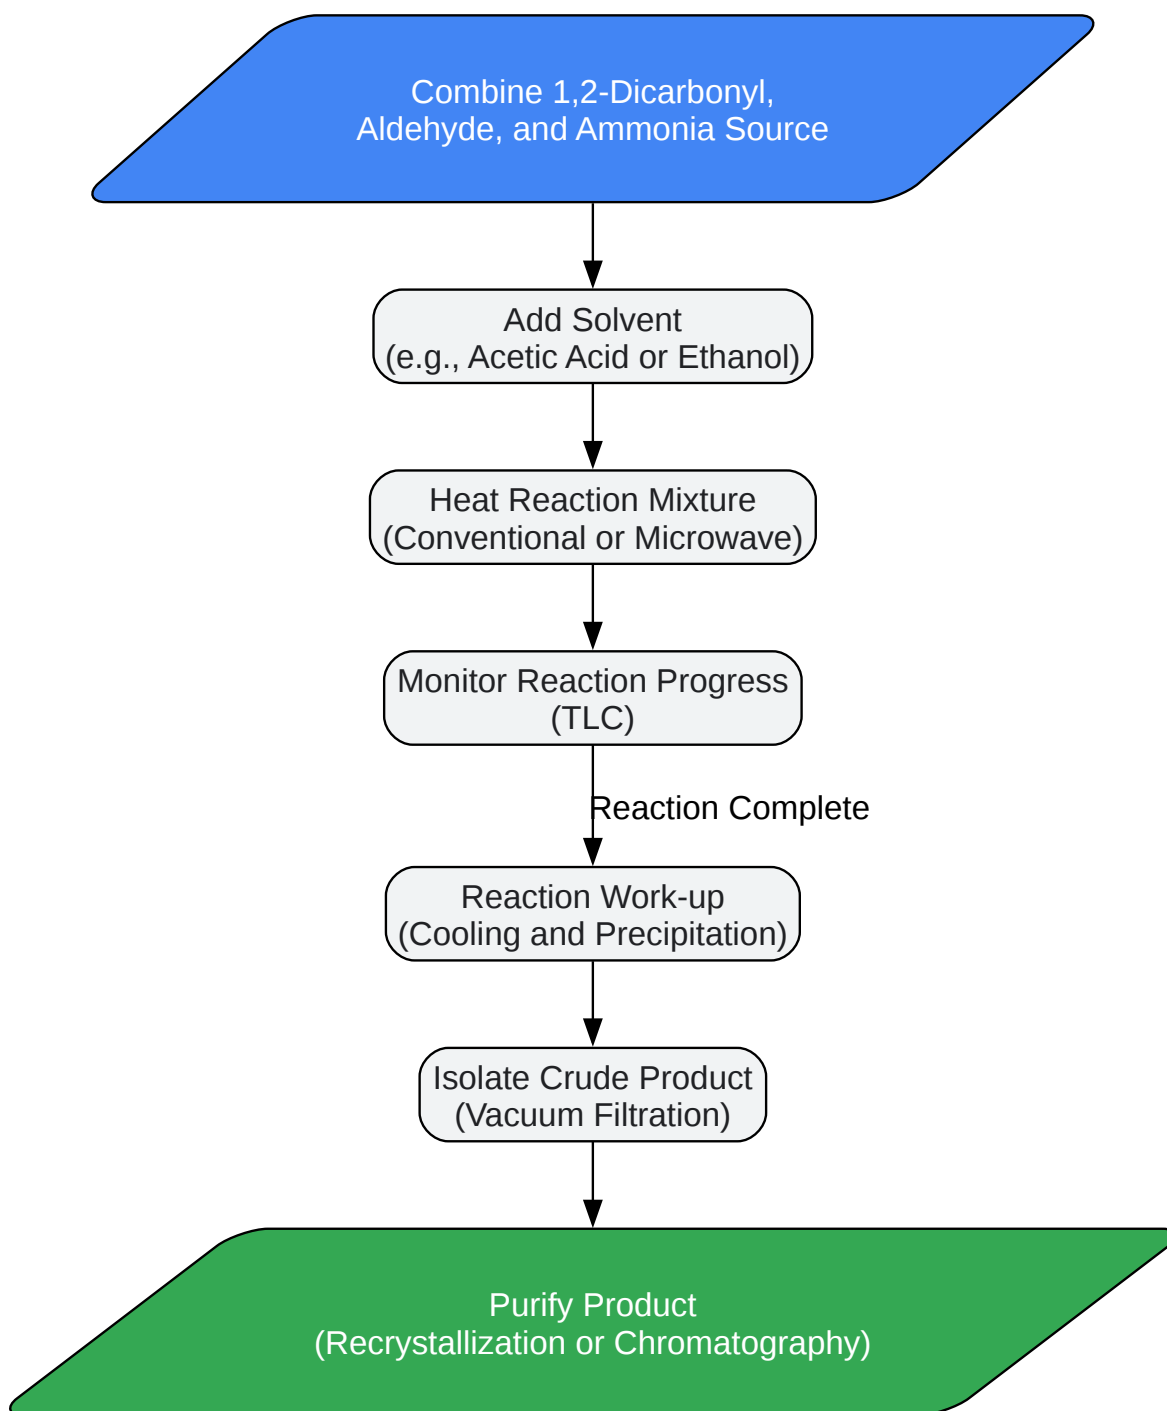 Combine 1,2-Dicarbonyl,
Aldehyde, and Ammonia Source
Add Solvent
(e.g., Acetic Acid or Ethanol)
Heat Reaction Mixture
(Conventional or Microwave)
Monitor Reaction Progress
(TLC)
Reaction Complete
Reaction Work-up
(Cooling and Precipitation)
Isolate Crude Product
(Vacuum Filtration)
Purify Product
(Recrystallization or Chromatography)